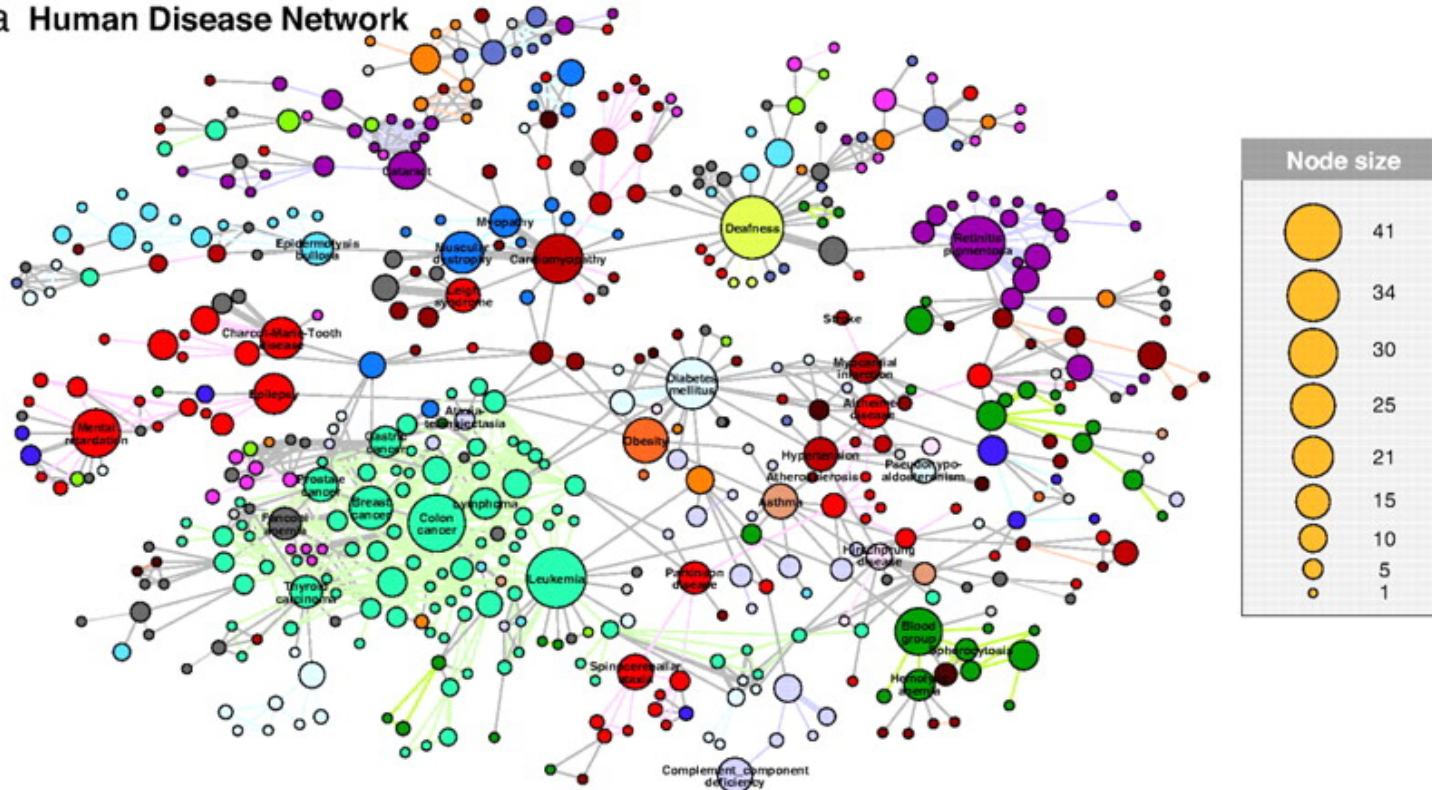 a Human Disease Network
Cataract
Myopathy
Epidermolysis
bullosa
Muscular
dystrophy
Cardiomyopathy
Deafness
Retinitis
pigmentosa
Leigh
syndrome
Charcot-Marie-Tooth
disease
Stroke
Myocardial
infarction
Diabetes
mellitus
Epilepsy
Alzheimer
disease
Mental
retardation
Ataxia-
telangiectasia
Gastric
cancer
Obesity
Hypertension
Pseudohypo-
aldosteronism
Atherosclerosis
Prostate
cancer
Breast
cancer
Lymphoma
Asthma
Fanconi
anemia
Colon
cancer
Hirschprung
disease
Parkinson
disease
Leukemia
Thyroid
carcinoma
Blood
group
Spherocytosis
Spinocereballar
ataxia
Hemolytic
anemia
Complement_component
deficiency
Node size
41
34
30
25
21
15
10
5
1